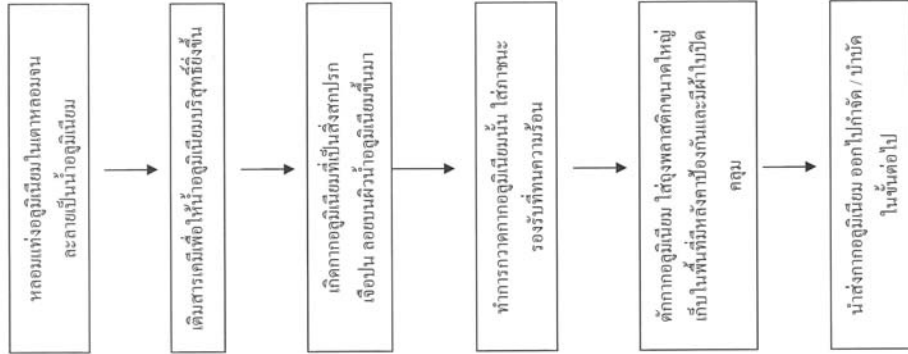 หลอมแท่งอลูมิเนียมในเตาหลอมจน
ละลายเป็นน้ำอลูมิเนียม
เติมสารเคมีเพื่อให้น้ำอลูมิเนียมบริสุทธิ์ยิ่งขึ้น
เกิดกากอลูมิเนียมที่เป็นสิ่งสกปรก
เจือปน ลอยบนผิวน้ำอลูมิเนียมขึ้นมา
ทำการกวาดกากอลูมิเนียมนั้น ใส่ภาชนะ
รองรับที่ทนความร้อน
ตักกากอลูมิเนียม ใส่ถุงพลาสติกขนาดใหญ่
เก็บในพื้นที่มีหลังคาป้องกันและมีผ้าใบปิด
คลุม
นำส่งกากอลูมิเนียม ออกไปกำจัด / บำบัด
ในขั้นต่อไป